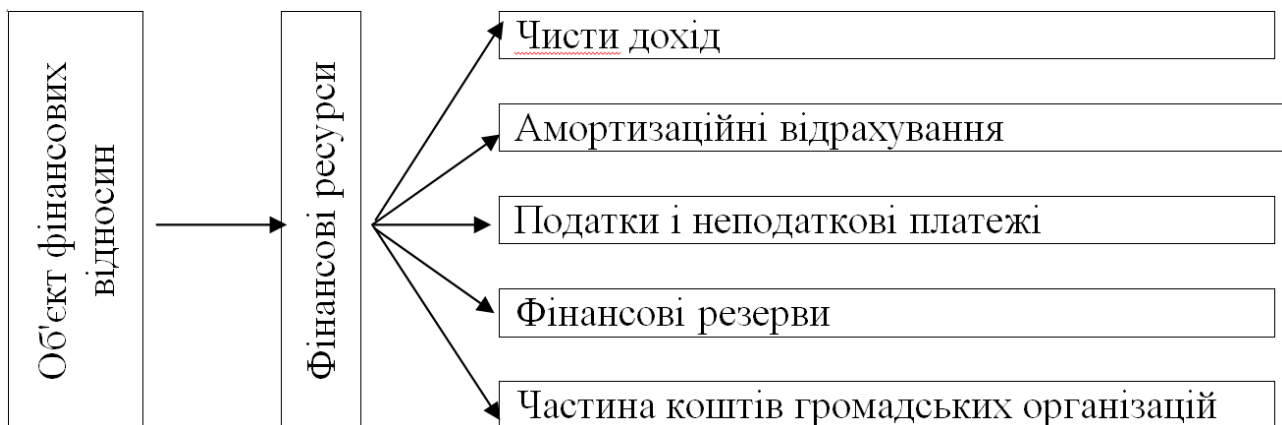 Об'єкт фінансових
відносин
Фінансові ресурси
Чисти дохід
Амортизаційні відрахування
Податки і неподаткові платежі
Фінансові резерви
Частина коштів громадських організацій